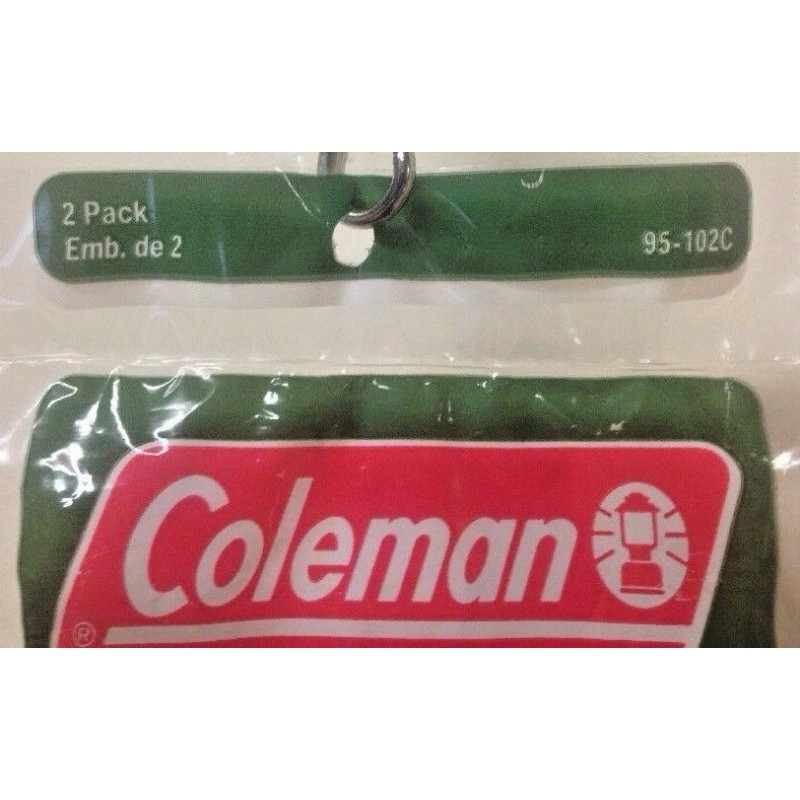 2 Pack
Emb. de 2
95-102C
Coleman
®